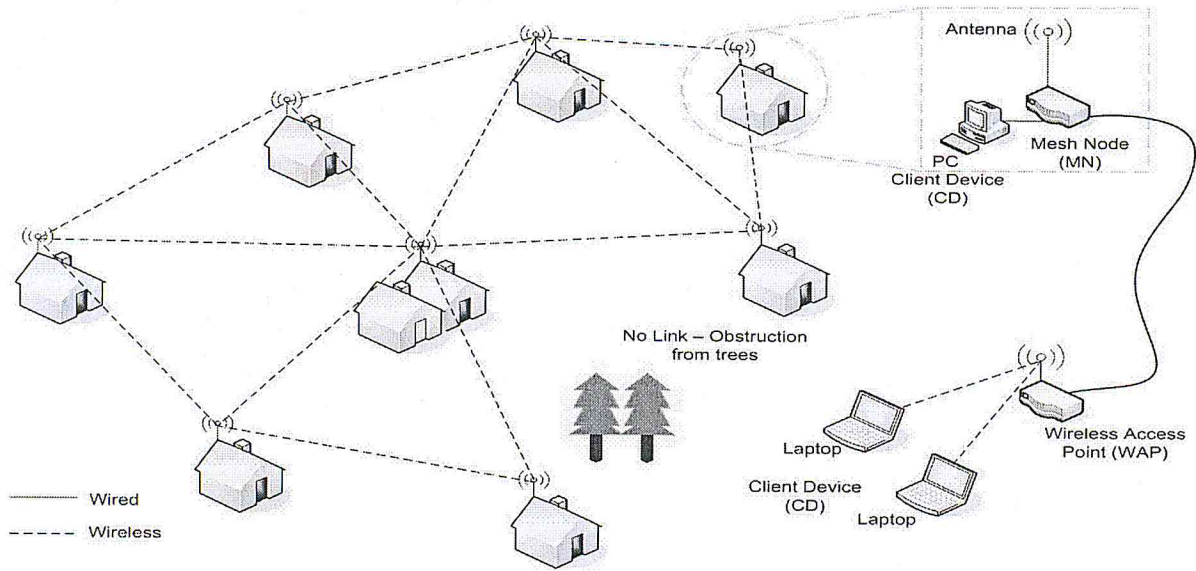 Antenna
Mesh Node
(MN)
PC
Client Device
(CD)
No Link – Obstruction
from trees
Wireless Access
Point (WAP)
Laptop
Client Device
(CD)
Laptop
Wired
Wireless